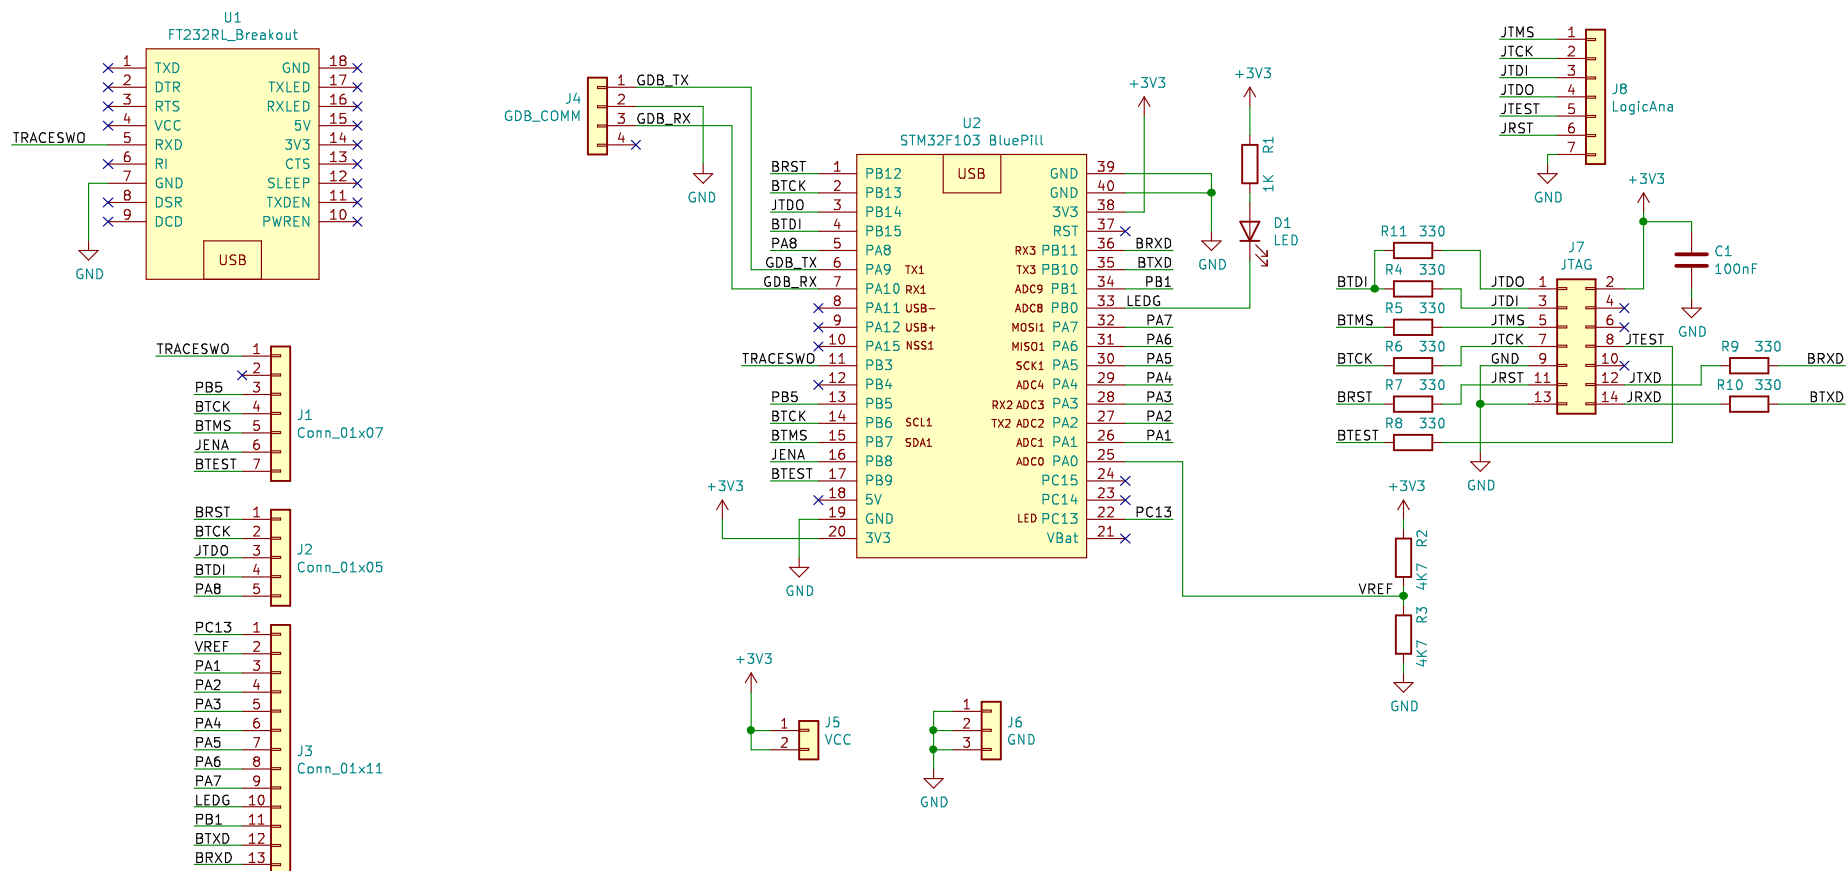 U1
FT232RL_Breakout
1 TXD GND 18
2 DTR TXLED 17
3 RTS RXLED 16
4 VCC 5V 15
TRACESWO 5 RXD 3V3 14
6 RI CTS 13
7 GND SLEEP 12
8 DSR TXDEN 11
9 DCD PWREN 10
USB
GND
TRACESWO 1
2
PB5 3
BTCK 4
BTMS 5
JENA 6
BTEST 7
J1
Conn_01x07
BRST 1
BTCK 2
JTDO 3
BTDI 4
PA8 5
J2
Conn_01x05
PC13 1
VREF 2
PA1 3
PA2 4
PA3 5
PA4 6
PA5 7
PA6 8
PA7 9
LEDG 10
PB1 11
BTXD 12
BRXD 13
J3
Conn_01x11
J4
GDB_COMM
1 GDB_TX
2
3 GDB_RX
4
GND
U2
STM32F103 BluePill
USB
BRST 1 PB12
BTCK 2 PB13
JTDO 3 PB14
BTDI 4 PB15
PA8 5 PA8
GDB_TX 6 PA9 TX1
GDB_RX 7 PA10 RX1
8 PA11 USB-
9 PA12 USB+
10 PA15 NSS1
TRACESWO 11 PB3
12 PB4
PB5 13 PB5
BTCK 14 PB6 SCL1
BTMS 15 PB7 SDA1
JENA 16 PB8
BTEST 17 PB9
18 5V
19 GND
20 3V3
+3V3
GND
GND 39
GND 40
3V3 38
RST 37
RX3 PB11 36 BRXD
TX3 PB10 35 BTXD
ADC9 PB1 34 PB1
ADC8 PB0 33 LEDG
MOSI1 PA7 32 PA7
MISO1 PA6 31 PA6
SCK1 PA5 30 PA5
ADC4 PA4 29 PA4
RX2 ADC3 PA3 28 PA3
TX2 ADC2 PA2 27 PA2
ADC1 PA1 26 PA1
ADC0 PA0 25
PC15 24
PC14 23
LED PC13 22 PC13
VBat 21
+3V3
GND
+3V3
R1
1K
D1
LED
+3V3
J5
VCC
1
2
J6
GND
1
2
3
GND
JTMS 1
JTCK 2
JTDI 3
JTDO 4
JTEST 5
JRST 6
7
J8
LogicAna
GND
+3V3
C1
100nF
GND
J7
JTAG
R11 330
R4 330
BTDI
R5 330
BTMS
R6 330
BTCK
R7 330
BRST
R8 330
BTEST
JTDO 1
JTDI 3
JTMS 5
JTCK 7
GND 9
JRST 11
13
2
4
6
8 JTEST
10
12 JTXD
14 JRXD
R9 330 BRXD
R10 330 BTXD
GND
+3V3
R2
4K7
VREF
R3
4K7
GND